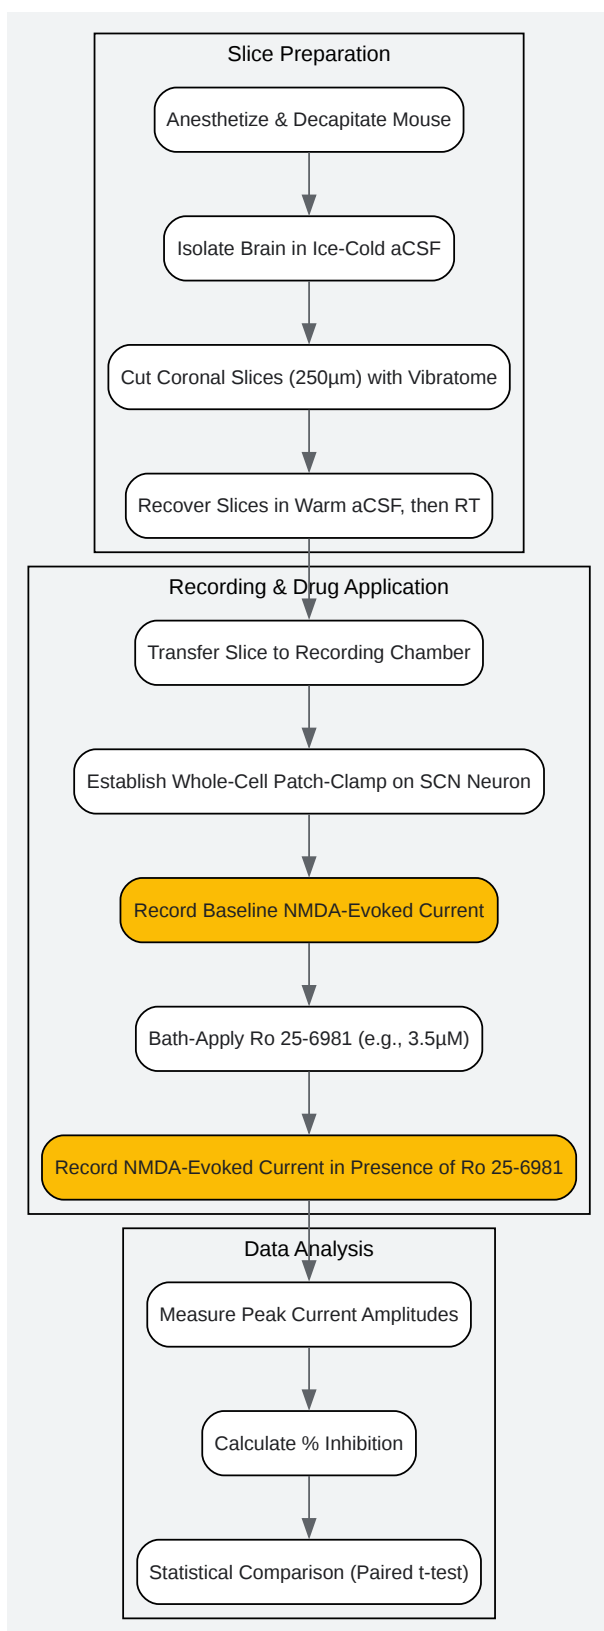 Slice Preparation
Anesthetize & Decapitate Mouse
Isolate Brain in Ice-Cold aCSF
Cut Coronal Slices (250µm) with Vibratome
Recover Slices in Warm aCSF, then RT
Recording & Drug Application
Transfer Slice to Recording Chamber
Establish Whole-Cell Patch-Clamp on SCN Neuron
Record Baseline NMDA-Evoked Current
Bath-Apply Ro 25-6981 (e.g., 3.5µM)
Record NMDA-Evoked Current in Presence of Ro 25-6981
Data Analysis
Measure Peak Current Amplitudes
Calculate % Inhibition
Statistical Comparison (Paired t-test)